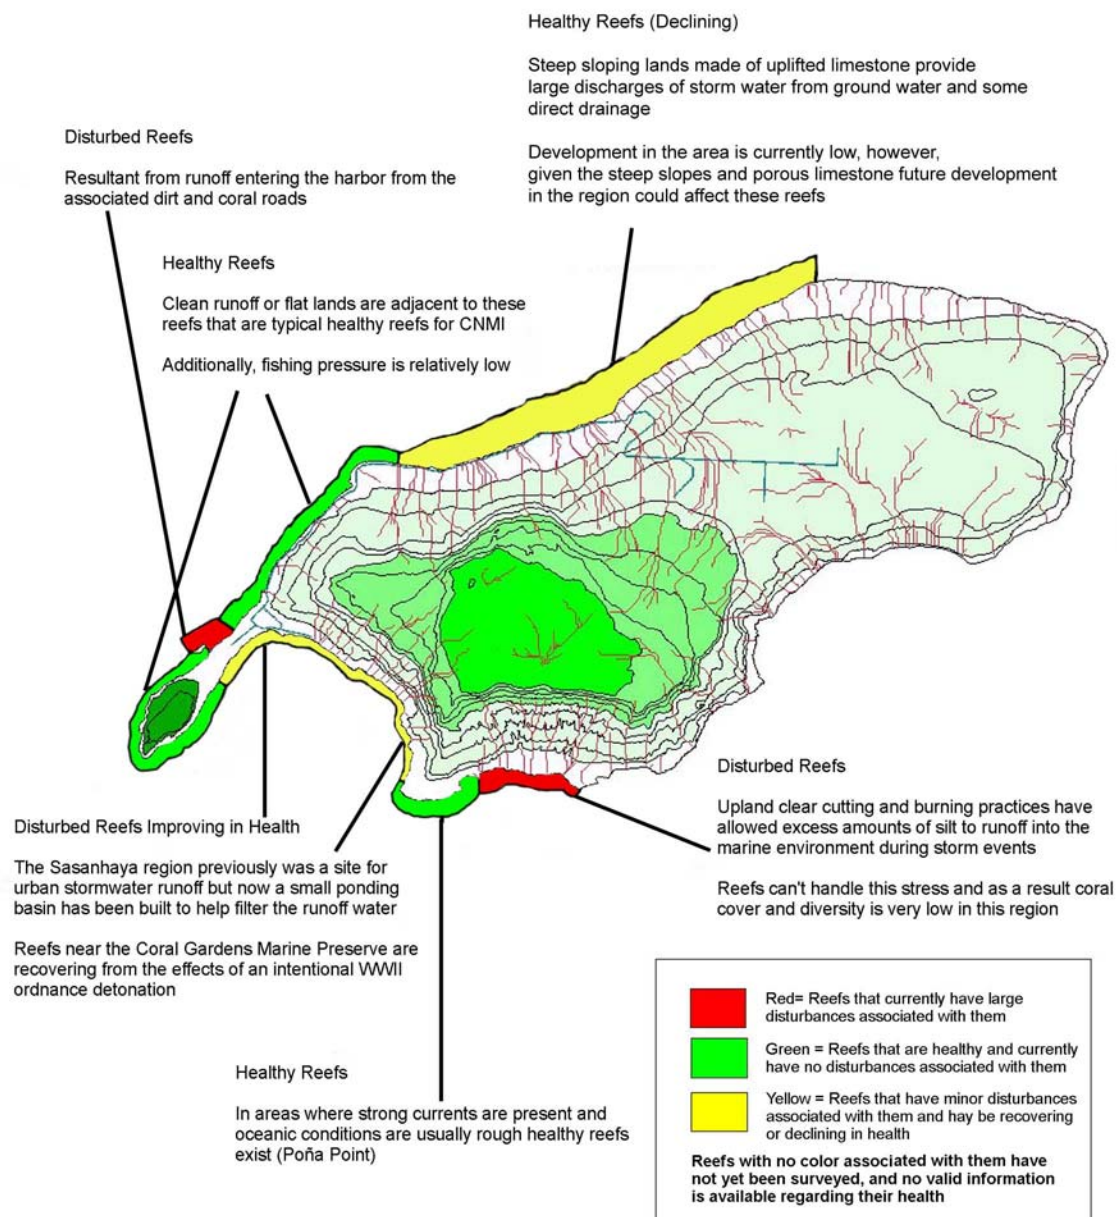 Healthy Reefs (Declining)
Steep sloping lands made of uplifted limestone provide
large discharges of storm water from ground water and some
direct drainage
Development in the area is currently low, however,
given the steep slopes and porous limestone future development
in the region could affect these reefs
Disturbed Reefs
Resultant from runoff entering the harbor from the
associated dirt and coral roads
Healthy Reefs
Clean runoff or flat lands are adjacent to these
reefs that are typical healthy reefs for CNMI
Additionally, fishing pressure is relatively low
Disturbed Reefs
Upland clear cutting and burning practices have
allowed excess amounts of silt to runoff into the
marine environment during storm events
Reefs can't handle this stress and as a result coral
cover and diversity is very low in this region
Disturbed Reefs Improving in Health
The Sasanhaya region previously was a site for
urban stormwater runoff but now a small ponding
basin has been built to help filter the runoff water
Reefs near the Coral Gardens Marine Preserve are
recovering from the effects of an intentional WWII
ordnance detonation
Healthy Reefs
In areas where strong currents are present and
oceanic conditions are usually rough healthy reefs
exist (Poña Point)
Red= Reefs that currently have large
disturbances associated with them
Green = Reefs that are healthy and currently
have no disturbances associated with them
Yellow = Reefs that have minor disturbances
associated with them and hay be recovering
or declining in health
Reefs with no color associated with them have
not yet been surveyed, and no valid information
is available regarding their health